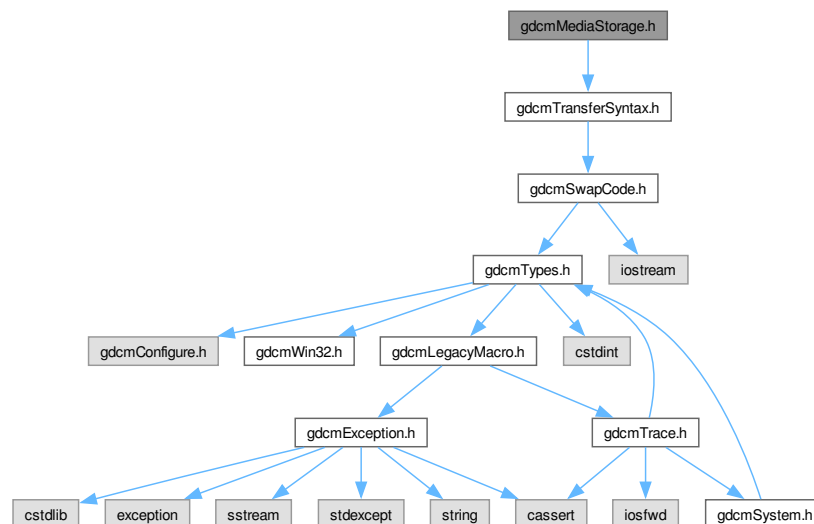 gdcmMediaStorage.h
gdcmTransferSyntax.h
gdcmSwapCode.h
gdcmTypes.h
iostream
gdcmConfigure.h
gdcmWin32.h
gdcmLegacyMacro.h
cstdint
gdcmException.h
gdcmTrace.h
cstdlib
exception
sstream
stdexcept
string
cassert
iosfwd
gdcmSystem.h